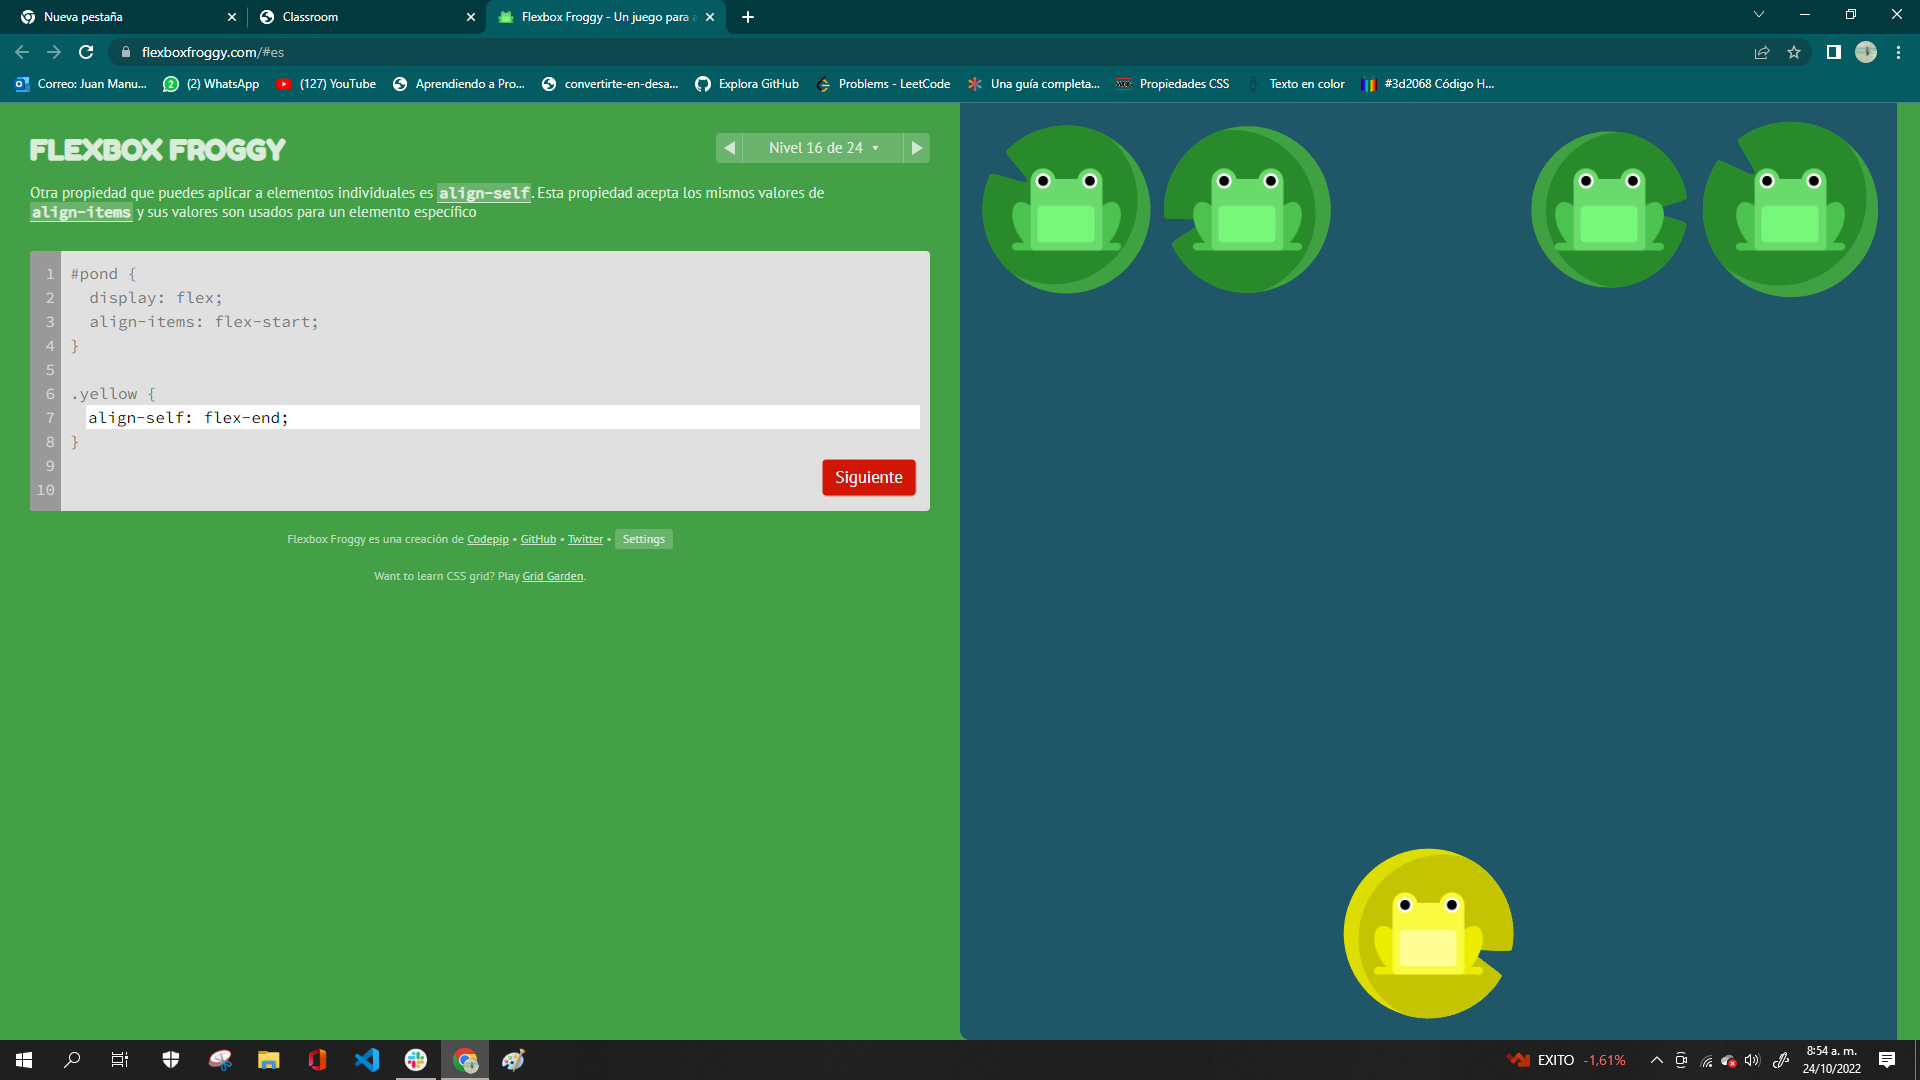 Nueva pestaña
Classroom
Flexbox Froggy - Un juego para a
flexboxfroggy.com/#es
Correo: Juan Manu...
(2) WhatsApp
(127) YouTube
Aprendiendo a Pro...
convertirte-en-desa...
Explora GitHub
Problems - LeetCode
Una guía completa...
Propiedades CSS
Texto en color
#3d2068 Código H...
FLEXBOX FROGGY
Nivel 16 de 24
Otra propiedad que puedes aplicar a elementos individuales es align-self. Esta propiedad acepta los mismos valores de
align-items y sus valores son usados para un elemento específico
1 #pond {
2 display: flex;
3 align-items: flex-start;
4 }
5
6 .yellow {
7 align-self: flex-end;
8 }
9
10
Siguiente
Flexbox Froggy es una creación de Codepip • GitHub • Twitter • Settings
Want to learn CSS grid? Play Grid Garden.
EXITO -1,61%
8:54 a. m.
24/10/2022